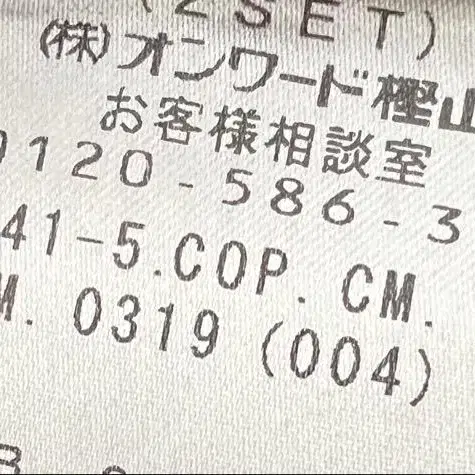 (2SET)
(株)オンワード樫山
お客様相談室
0120-586-3
41-5.COP.CM.
M. 0319 (004)